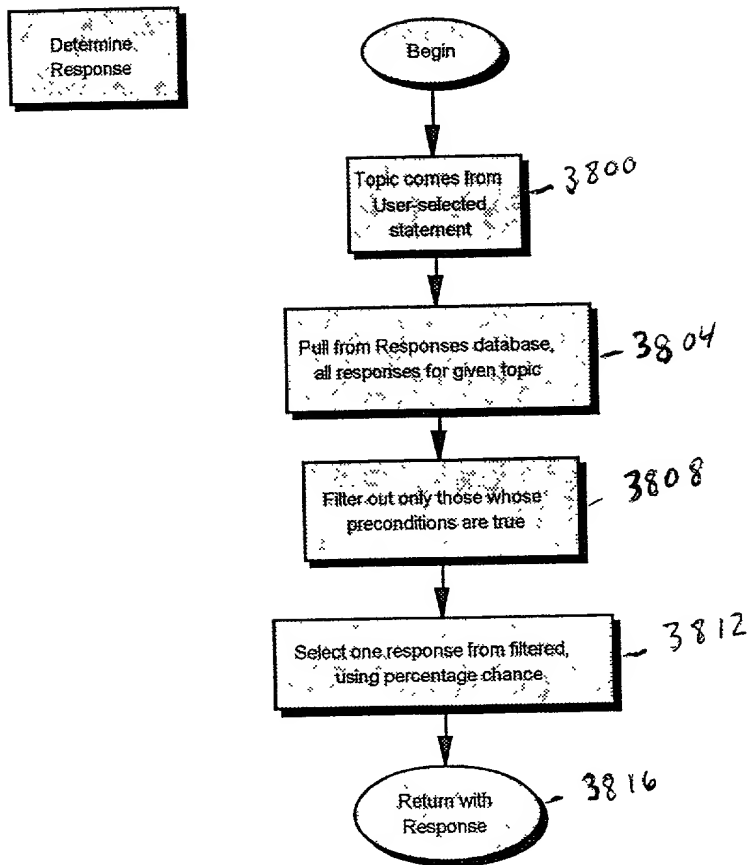 Determine
Response
Begin
Topic comes from
User-selected
statement
3800
Pull from Responses database,
all responses for given topic
3804
Filter out only those whose
preconditions are true
3808
Select one response from filtered,
using percentage chance
3812
Return with
Response
3816